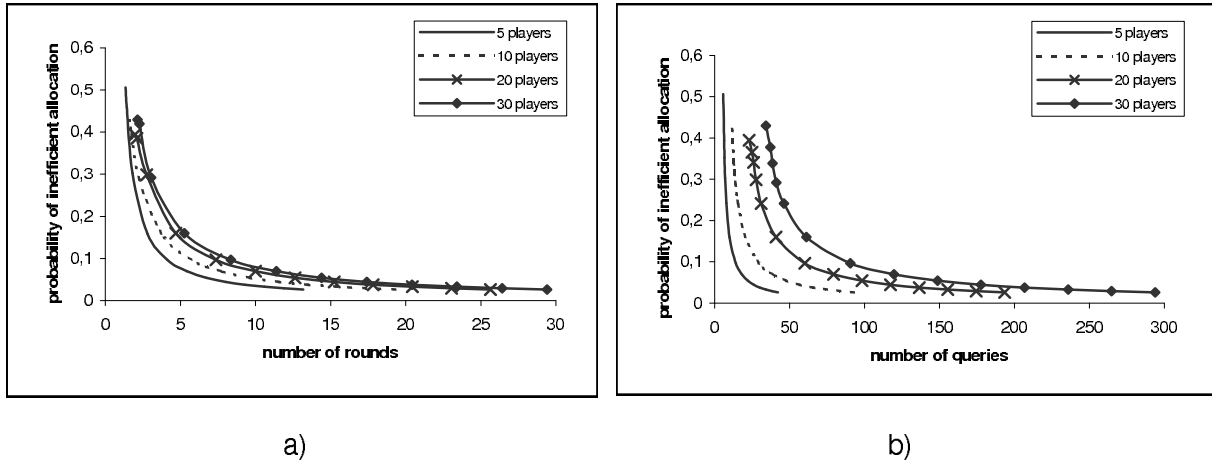 5 players
10 players
20 players
30 players
0,6
0,5
0,4
0,3
0,2
0,1
0
probability of inefficient allocation
0 5 10 15 20 25 30
number of rounds
a)
5 players
10 players
20 players
30 players
0,6
0,5
0,4
0,3
0,2
0,1
0
probability of inefficient allocation
0 50 100 150 200 250 300
number of queries
b)